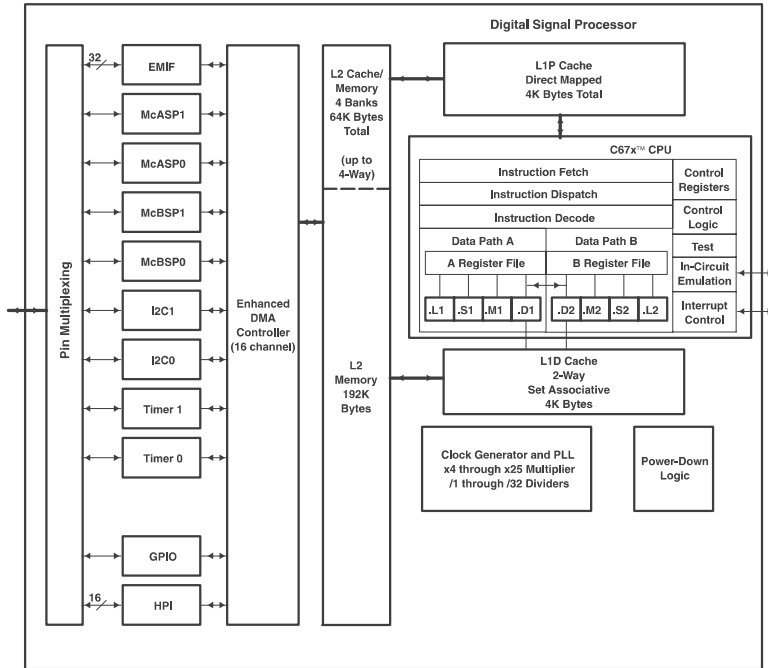 Digital Signal Processor
32
EMIF
McASP1
McASP0
McBSP1
McBSP0
I2C1
I2C0
Timer 1
Timer 0
GPIO
16
HPI
Pin Multiplexing
Enhanced
DMA
Controller
(16 channel)
L2 Cache/
Memory
4 Banks
64K Bytes
Total
(up to
4-Way)
L2
Memory
192K
Bytes
L1P Cache
Direct Mapped
4K Bytes Total
C67x™ CPU
Instruction Fetch
Instruction Dispatch
Instruction Decode
Data Path A
Data Path B
A Register File
B Register File
.L1 .S1 .M1 .D1
.D2 .M2 .S2 .L2
Control
Registers
Control
Logic
Test
In-Circuit
Emulation
Interrupt
Control
L1D Cache
2-Way
Set Associative
4K Bytes
Clock Generator and PLL
x4 through x25 Multiplier
/1 through /32 Dividers
Power-Down
Logic